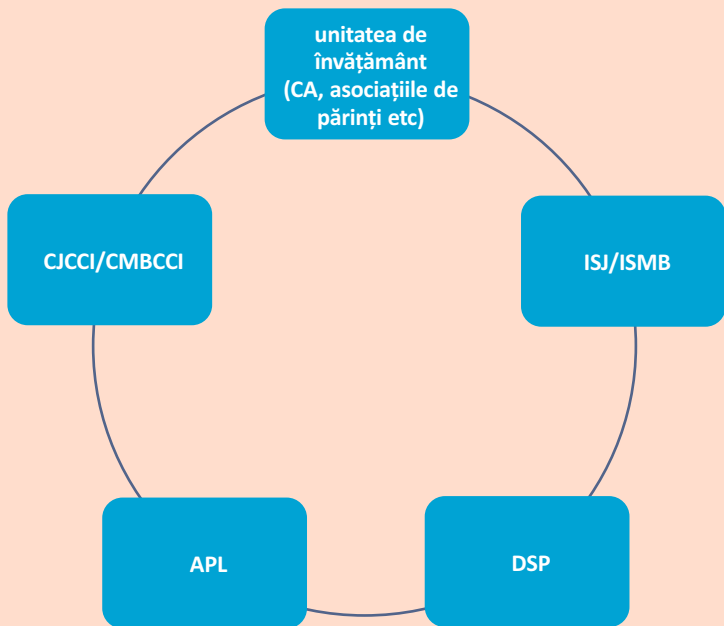 unitatea de
învățământ
(CA, asociațiile de
părinți etc)
CJCCI/CMBCCI
ISJ/ISMB
APL
DSP